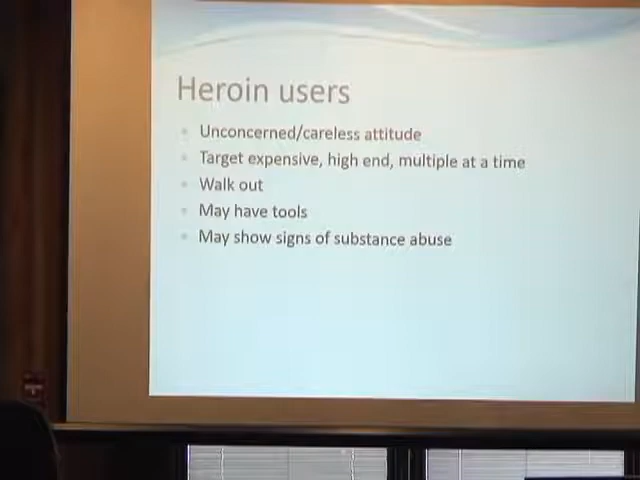 Heroin users
Unconcerned/careless attitude
Target expensive, high end, multiple at a time
Walk out
May have tools
May show signs of substance abuse